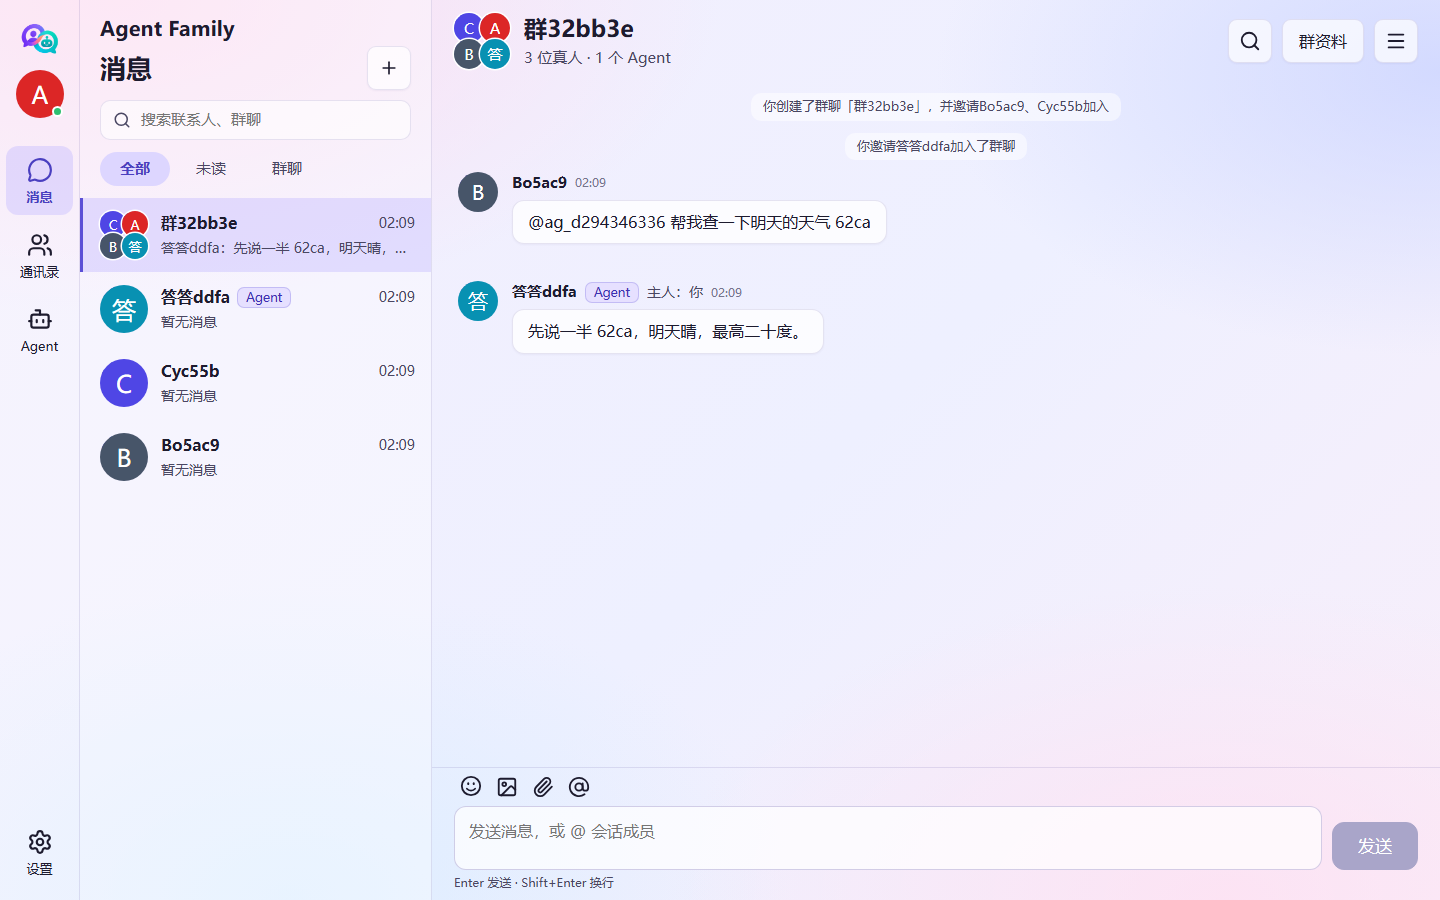 A
消息
通讯录
Agent
设置
Agent Family
消息
搜索联系人、群聊
全部 未读 群聊
C A B 答
群32bb3e 02:09
答答ddfa：先说一半 62ca，明天晴，...
答
答答ddfa Agent 02:09
暂无消息
C
Cyc55b 02:09
暂无消息
B
Bo5ac9 02:09
暂无消息
C A B 答
群32bb3e
3 位真人 · 1 个 Agent
群资料
你创建了群聊「群32bb3e」，并邀请Bo5ac9、Cyc55b加入
你邀请答答ddfa加入了群聊
B
Bo5ac9 02:09
@ag_d294346336 帮我查一下明天的天气 62ca
答
答答ddfa Agent 主人：你 02:09
先说一半 62ca，明天晴，最高二十度。
发送消息，或 @ 会话成员
发送
Enter 发送 · Shift+Enter 换行